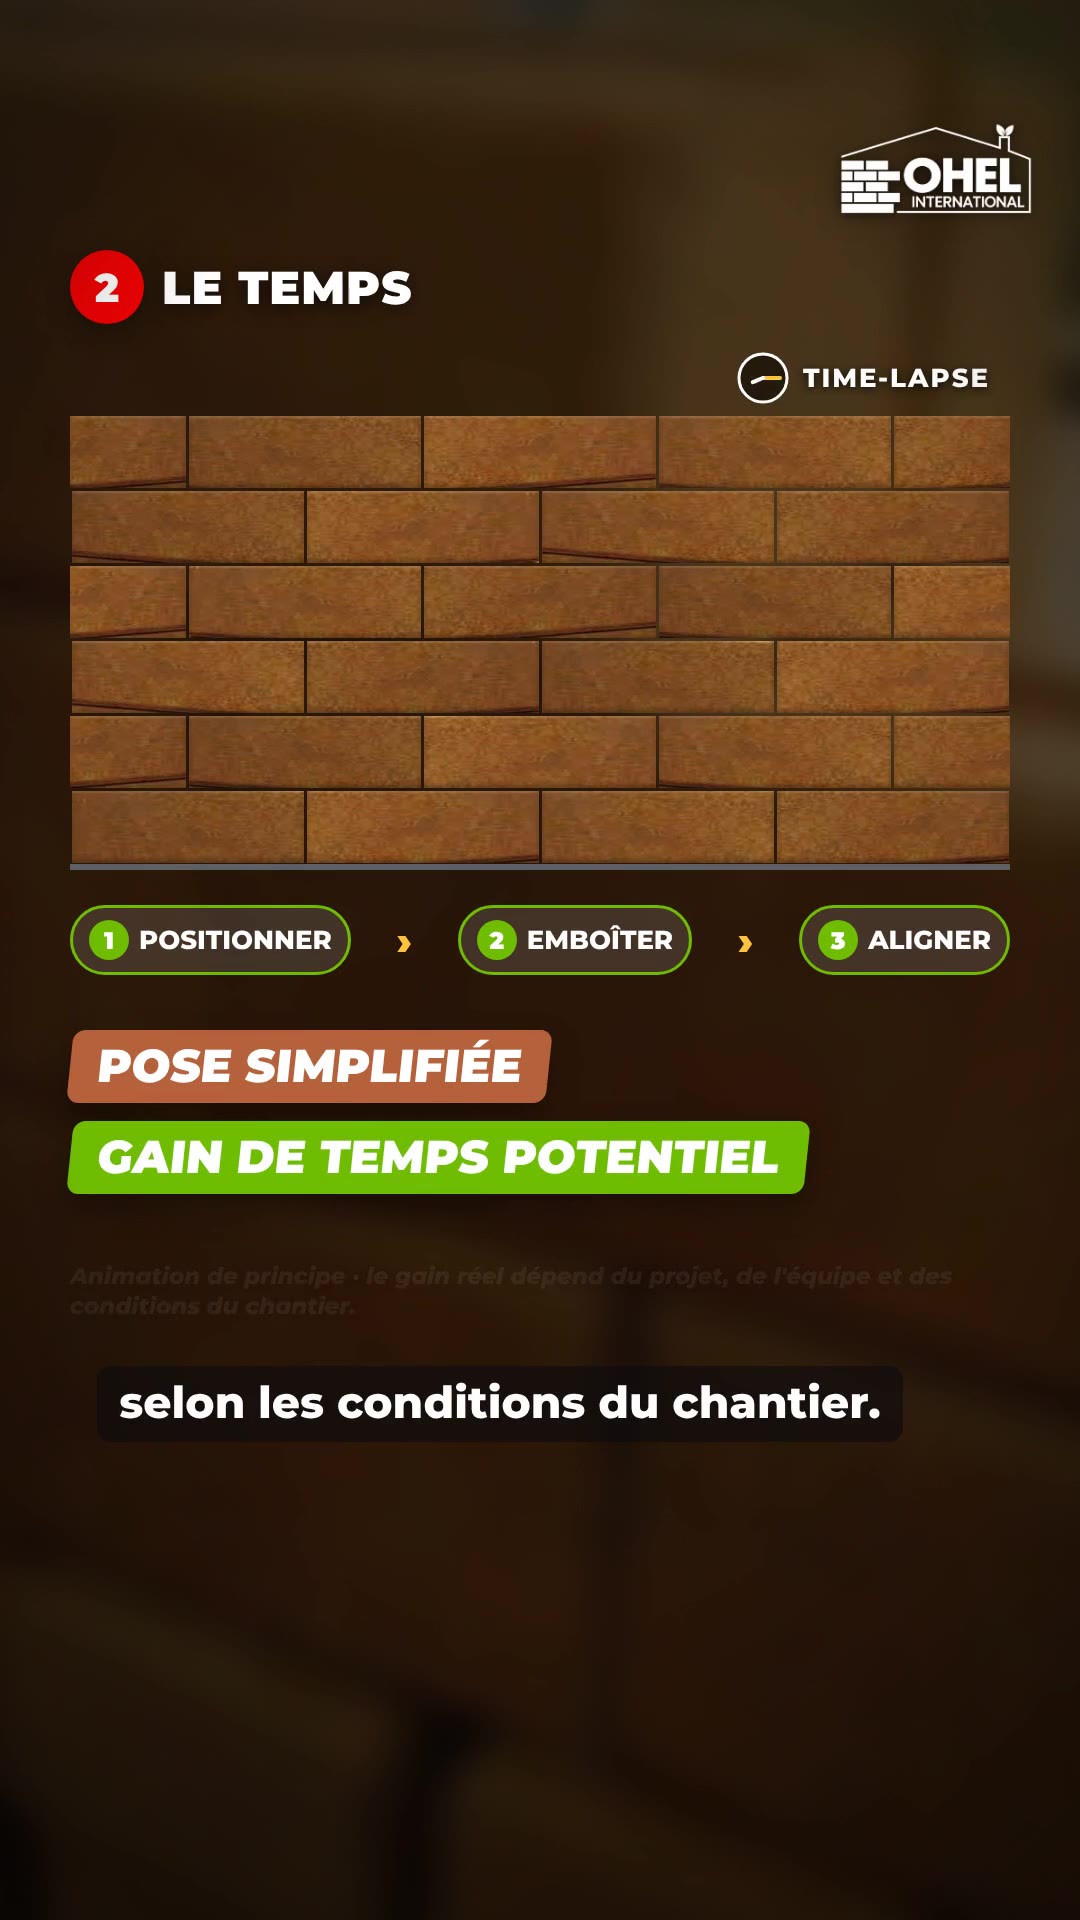 OHEL
INTERNATIONAL
2 LE TEMPS
TIME-LAPSE
1 POSITIONNER › 2 EMBOÎTER › 3 ALIGNER
POSE SIMPLIFIÉE
GAIN DE TEMPS POTENTIEL
Animation de principe · le gain réel dépend du projet, de l'équipe et des
conditions du chantier.
selon les conditions du chantier.